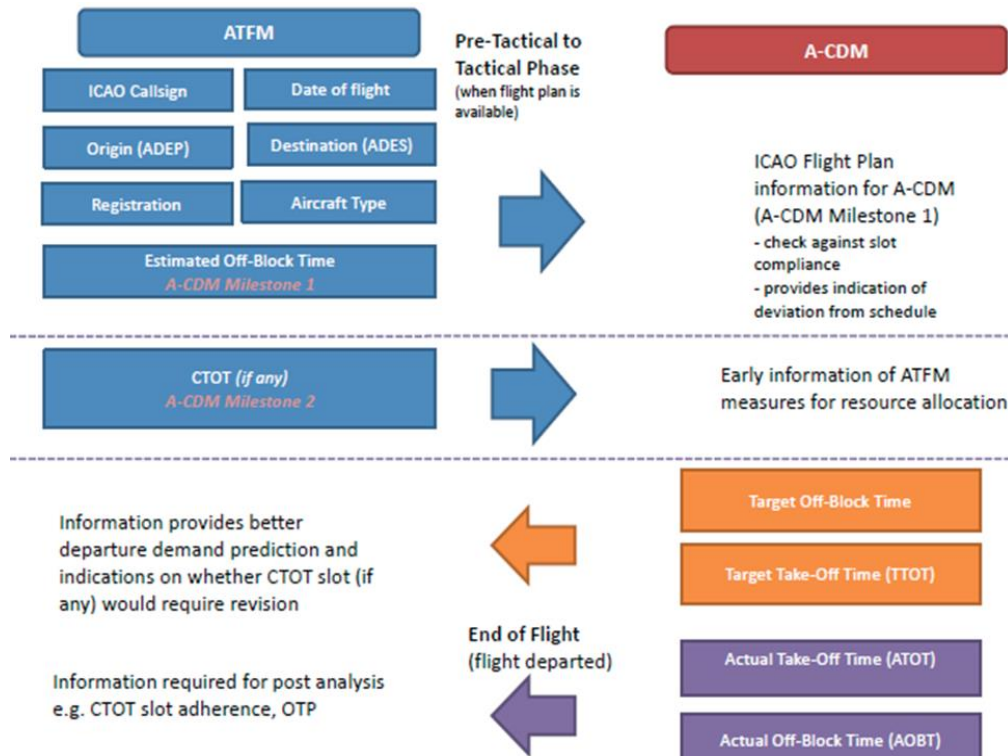 ATFM
Pre-Tactical to
Tactical Phase
(when flight plan is
available)
A-CDM
ICAO Callsign
Date of flight
Origin (ADEP)
Destination (ADES)
Registration
Aircraft Type
Estimated Off-Block Time
A-CDM Milestone 1
ICAO Flight Plan
information for A-CDM
(A-CDM Milestone 1)
- check against slot
compliance
- provides indication of
deviation from schedule
CTOT (if any)
A-CDM Milestone 2
Early information of ATFM
measures for resource allocation
Information provides better
departure demand prediction and
indications on whether CTOT slot (if
any) would require revision
Target Off-Block Time
Target Take-Off Time (TTOT)
End of Flight
(flight departed)
Information required for post analysis
e.g. CTOT slot adherence, OTP
Actual Take-Off Time (ATOT)
Actual Off-Block Time (AOBT)